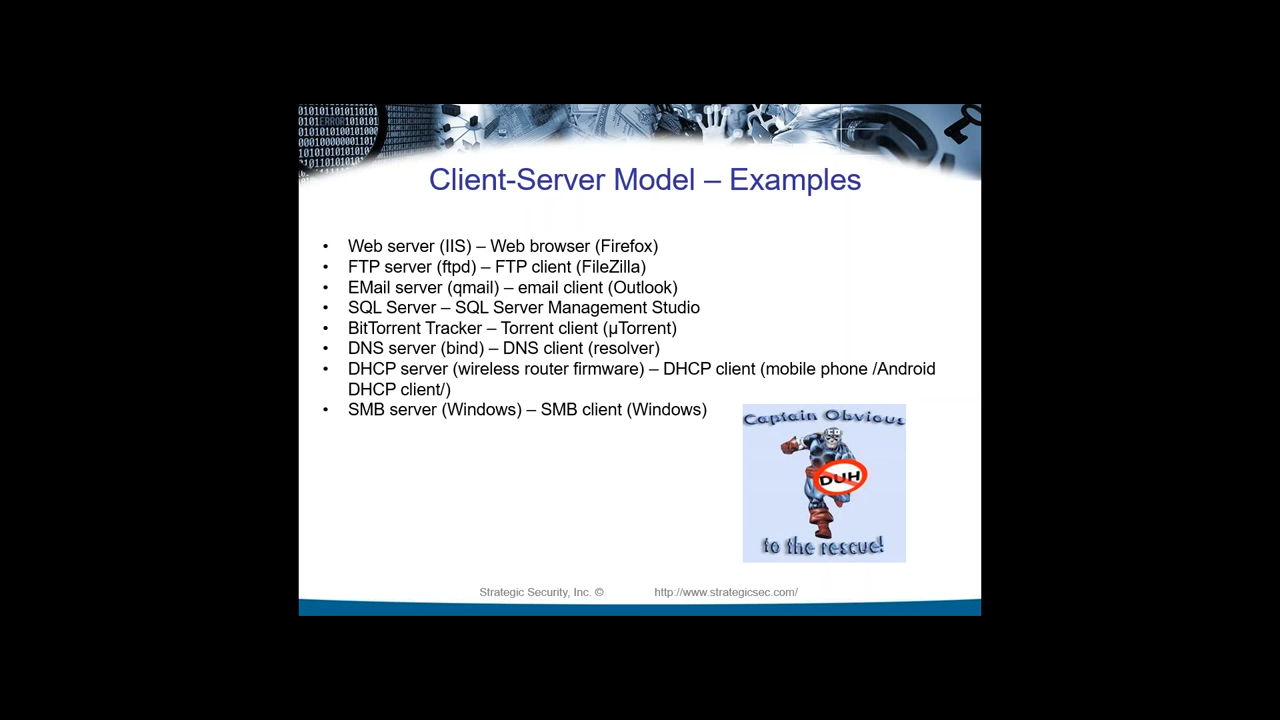 Client-Server Model – Examples
• Web server (IIS) – Web browser (Firefox)
• FTP server (ftpd) – FTP client (FileZilla)
• EMail server (qmail) – email client (Outlook)
• SQL Server – SQL Server Management Studio
• BitTorrent Tracker – Torrent client (µTorrent)
• DNS server (bind) – DNS client (resolver)
• DHCP server (wireless router firmware) – DHCP client (mobile phone /Android
DHCP client/)
• SMB server (Windows) – SMB client (Windows)
Captain Obvious
DUH
to the rescue!
Strategic Security, Inc. © http://www.strategicsec.com/